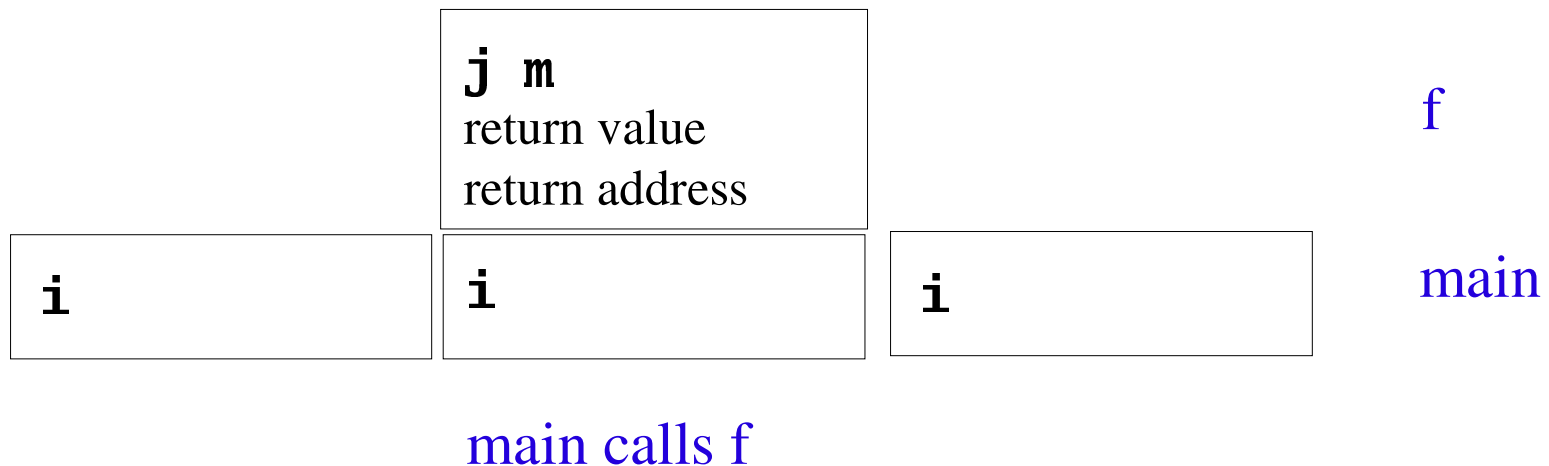 j m
return value
return address
f
i
i
i
main
main calls f